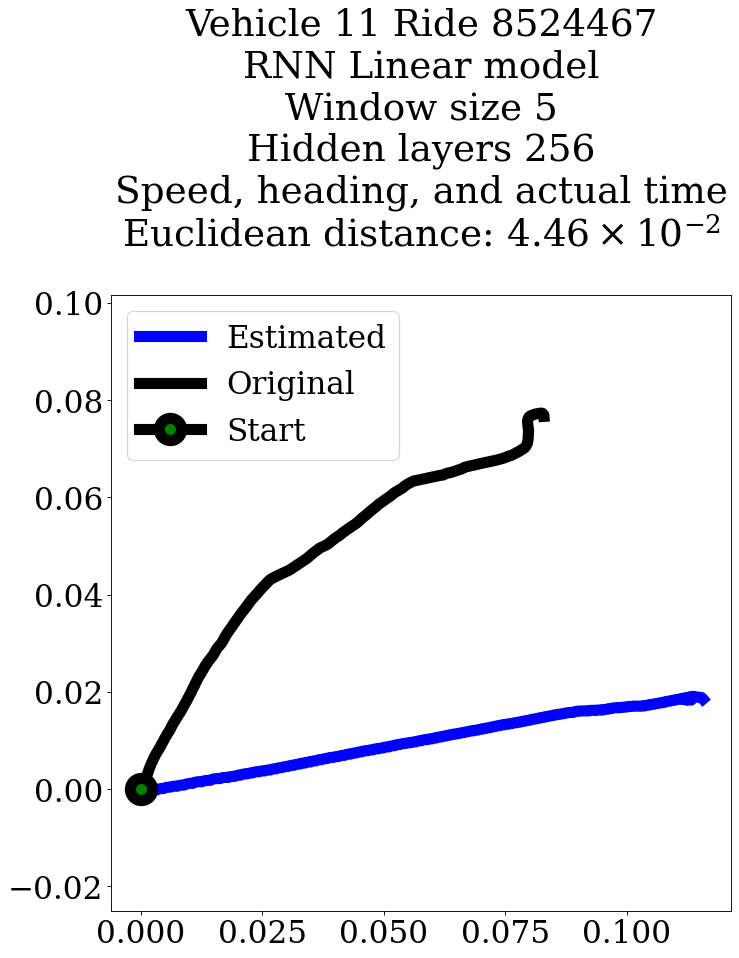 Vehicle 11 Ride 8524467
RNN Linear model
Window size 5
Hidden layers 256
Speed, heading, and actual time
Euclidean distance: 4.46 × 10⁻²
0.10
0.08
0.06
0.04
0.02
0.00
−0.02
Estimated
Original
Start
0.000 0.025 0.050 0.075 0.100